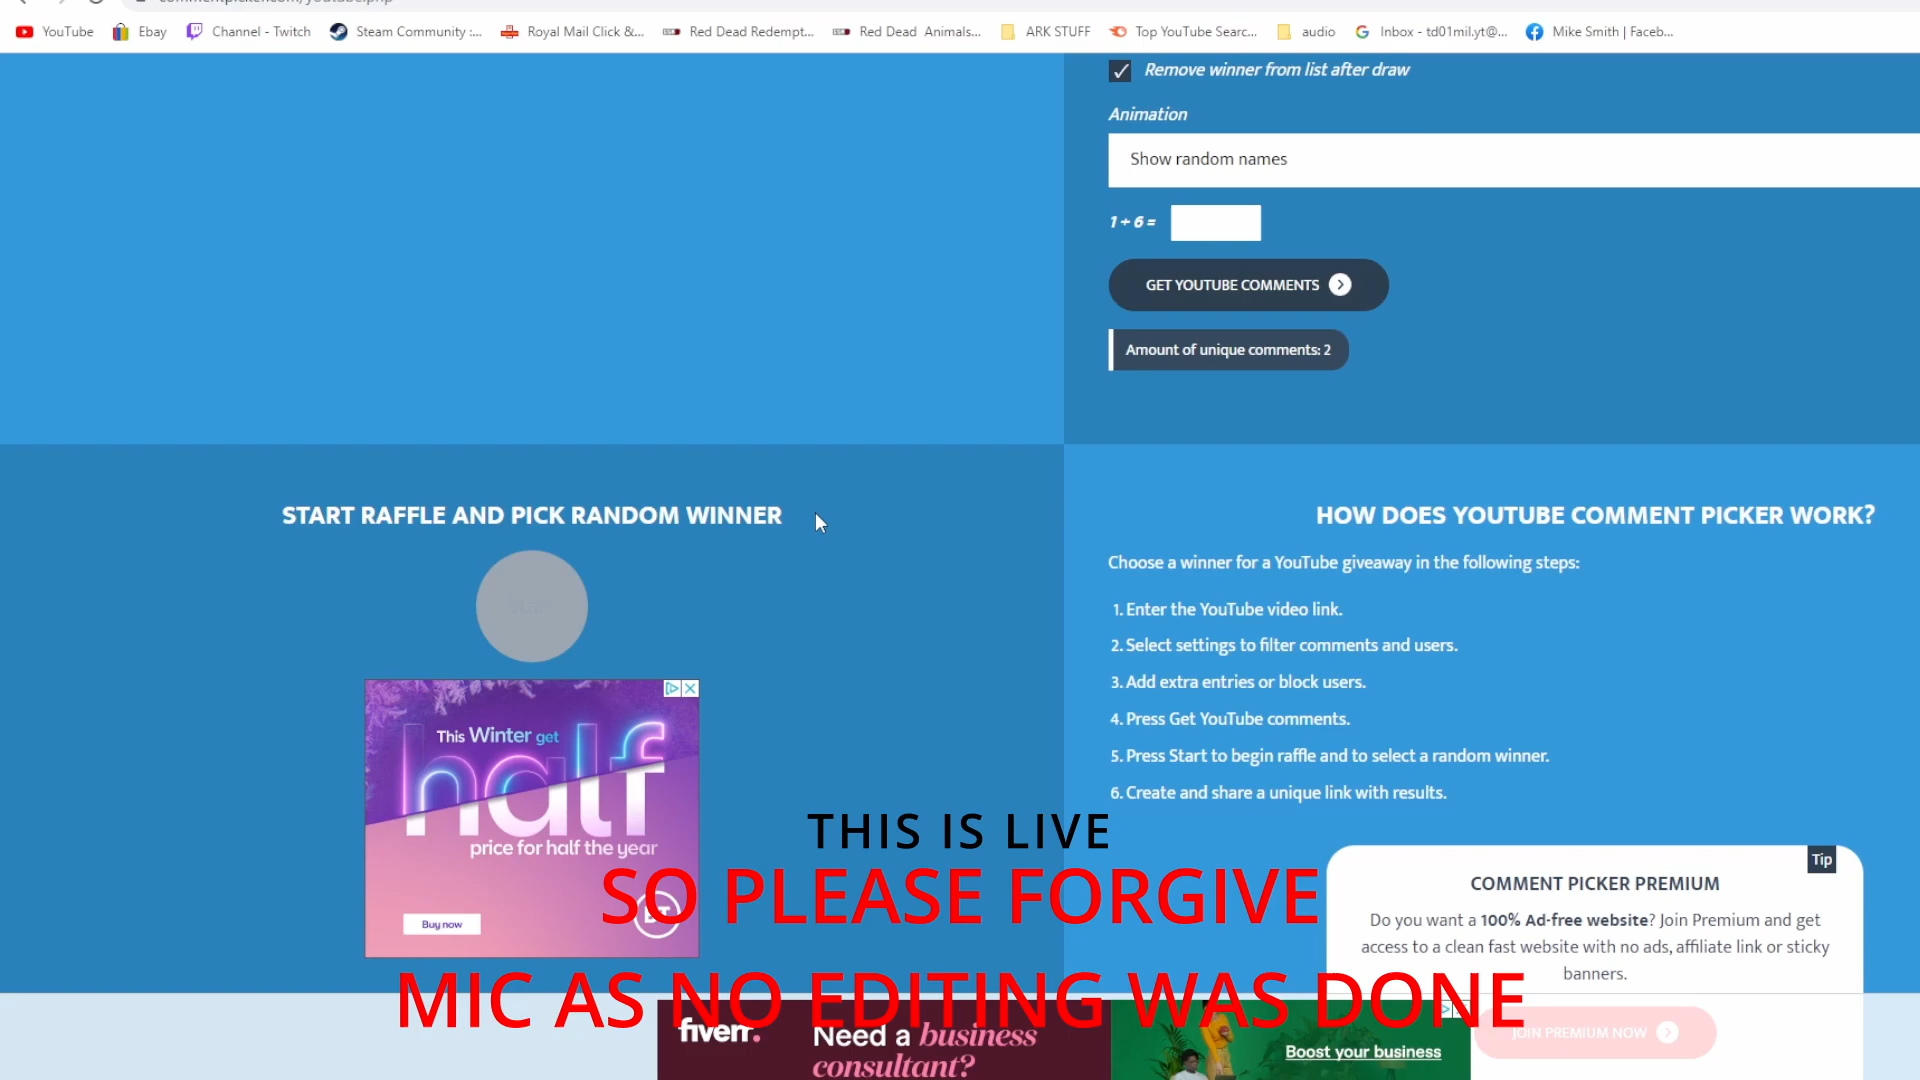 YouTube
Ebay
Channel - Twitch
Steam Community :...
Royal Mail Click &...
Red Dead Redempt...
Red Dead Animals...
ARK STUFF
Top YouTube Searc...
audio
Inbox - td01mil.yt@...
Mike Smith | Faceb...
Remove winner from list after draw
Animation
Show random names
1 + 6 =
GET YOUTUBE COMMENTS
Amount of unique comments: 2
START RAFFLE AND PICK RANDOM WINNER
This Winter get
half
price for half the year
Buy now
HOW DOES YOUTUBE COMMENT PICKER WORK?
Choose a winner for a YouTube giveaway in the following steps:
1. Enter the YouTube video link.
2. Select settings to filter comments and users.
3. Add extra entries or block users.
4. Press Get YouTube comments.
5. Press Start to begin raffle and to select a random winner.
6. Create and share a unique link with results.
Tip
COMMENT PICKER PREMIUM
Do you want a 100% Ad-free website? Join Premium and get
access to a clean fast website with no ads, affiliate link or sticky
banners.
JOIN PREMIUM NOW
THIS IS LIVE
SO PLEASE FORGIVE
MIC AS NO EDITING WAS DONE
fiverr.
Need a business
consultant?
Boost your business